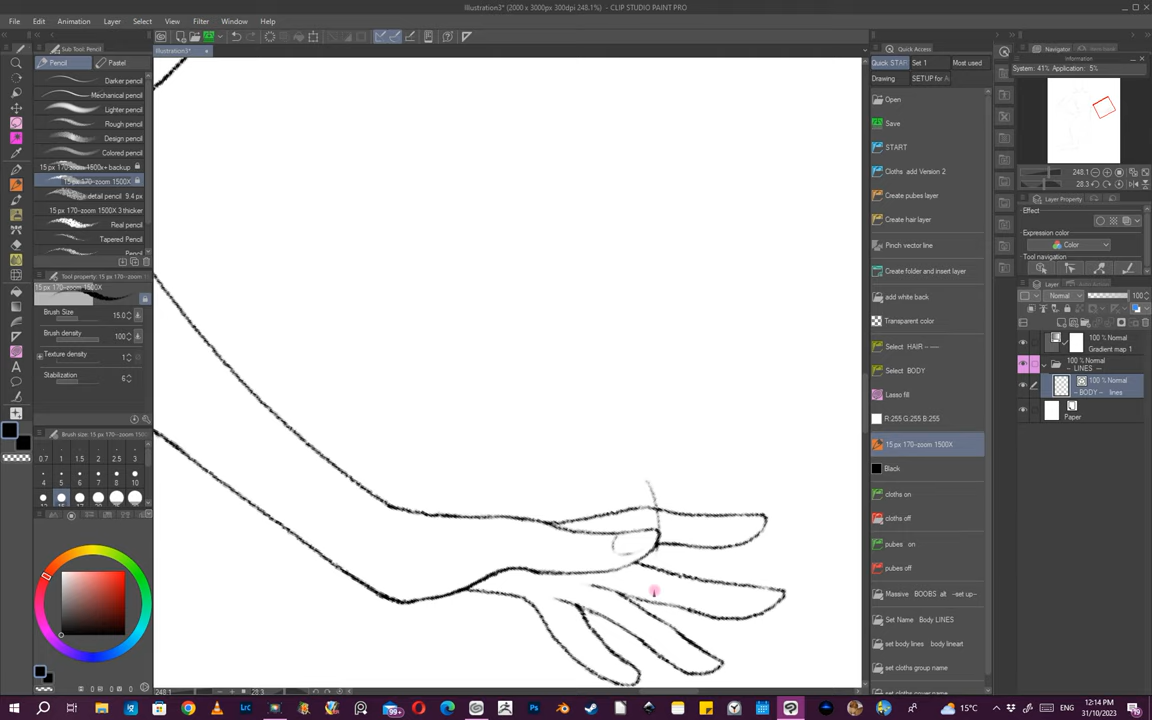 Illustration3* (2000 x 3000px 300dpi 248.1%) - CLIP STUDIO PAINT PRO
File Edit Animation Layer Select View Filter Window Help
Sub Tool: Pencil
Illustration3*
Pencil Pastel
Darker pencil
Mechanical pencil
Lighter pencil
Rough pencil
Design pencil
Colored pencil
15 px 170-zoom 1500x+ backup
15 px 170-zoom 1500X
detail pencil 9.4 px
15 px 170-zoom 1500X 3 thicker
Real pencil
Tapered Pencil
Tool property: 15 px 170-zoom
15 px 170-zoom 1500X
Brush Size 15.0
Brush density 100
Texture density 1
Stabilization 6
Brush size: 15 px 170-zoom 150
0.7 1 1.5 2 2.5 3
4 5 6 7 8 10
12 15 17 20
Quick Access
Quick STAR Set 1 Most used
Drawing SETUP for A
Open
Save
START
Cloths add Version 2
Create pubes layer
Create hair layer
Pinch vector line
Create folder and insert layer
add white back
Transparent color
Select HAIR -- ----
Select BODY
Lasso fill
R:255 G:255 B:255
15 px 170-zoom 1500X
Black
cloths on
cloths off
pubes on
pubes off
Massive BOOBS alt --set up--
Set Name Body LINES
set body lines body lineart
set cloths group name
Navigator
Information
System: 41% Application: 5%
248.1
28.3
Layer Property
Effect
Expression color
Color
Tool navigation
Layer
Normal 100
100 % Normal
Gradient map 1
100 % Normal
-- LINES --
100 % Normal
-- BODY -- lines
Paper
248.1 28.3
99+
15°C
ENG
12:14 PM
31/10/2023